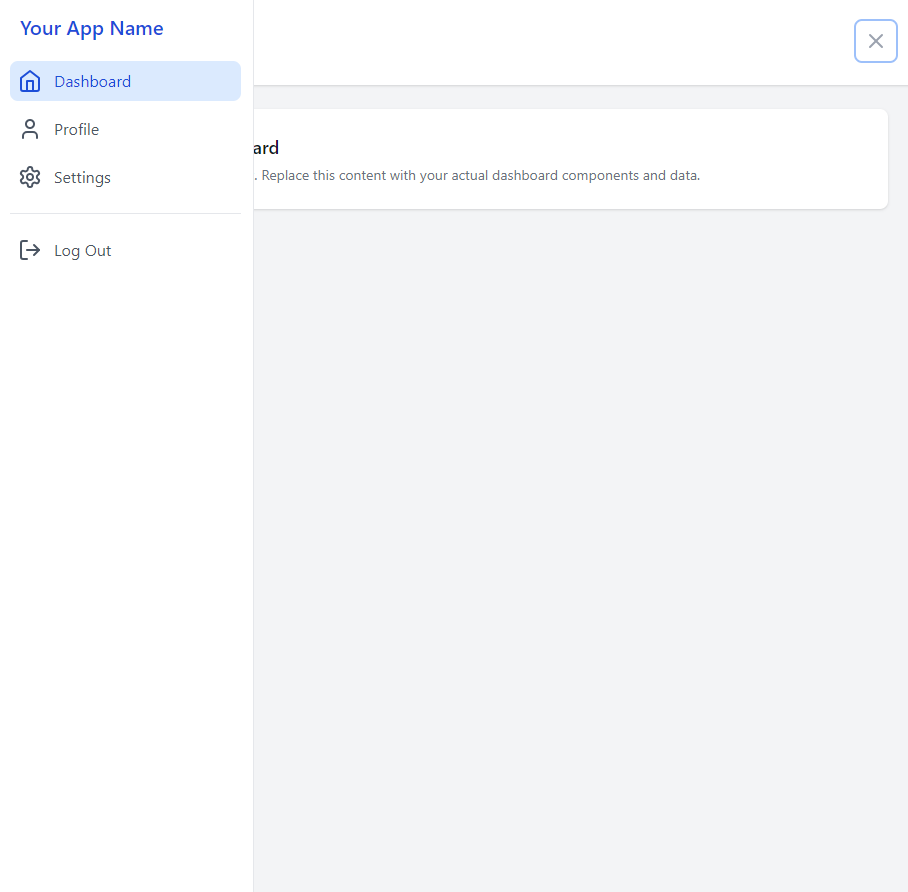 Your App Name
Dashboard
Profile
Settings
Log Out
ard
. Replace this content with your actual dashboard components and data.